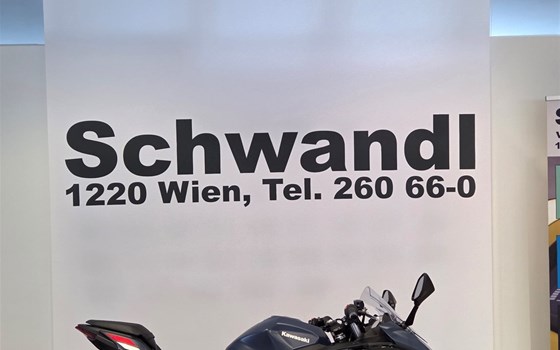 Schwandl
1220 Wien, Tel. 260 66-0
Kawasaki